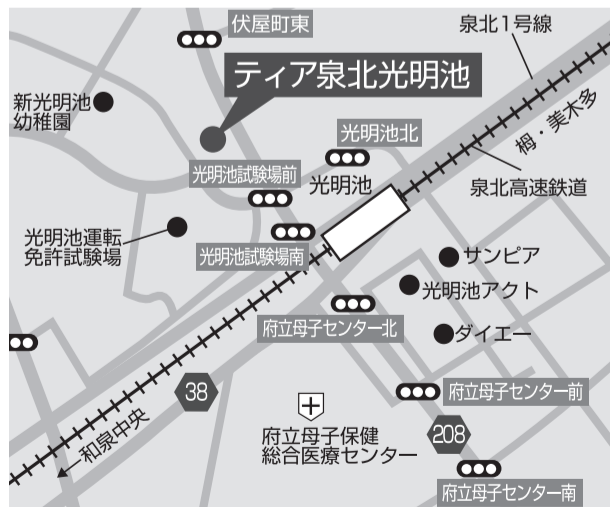 伏屋町東
泉北1号線
ティア泉北光明池
新光明池
幼稚園
光明池北
栂・美木多
光明池試験場前
光明池
泉北高速鉄道
光明池運転
免許試験場
光明池試験場南
サンピア
光明池アクト
府立母子センター北
ダイエー
38
府立母子センター前
和泉中央
府立母子保健
総合医療センター
208
府立母子センター南